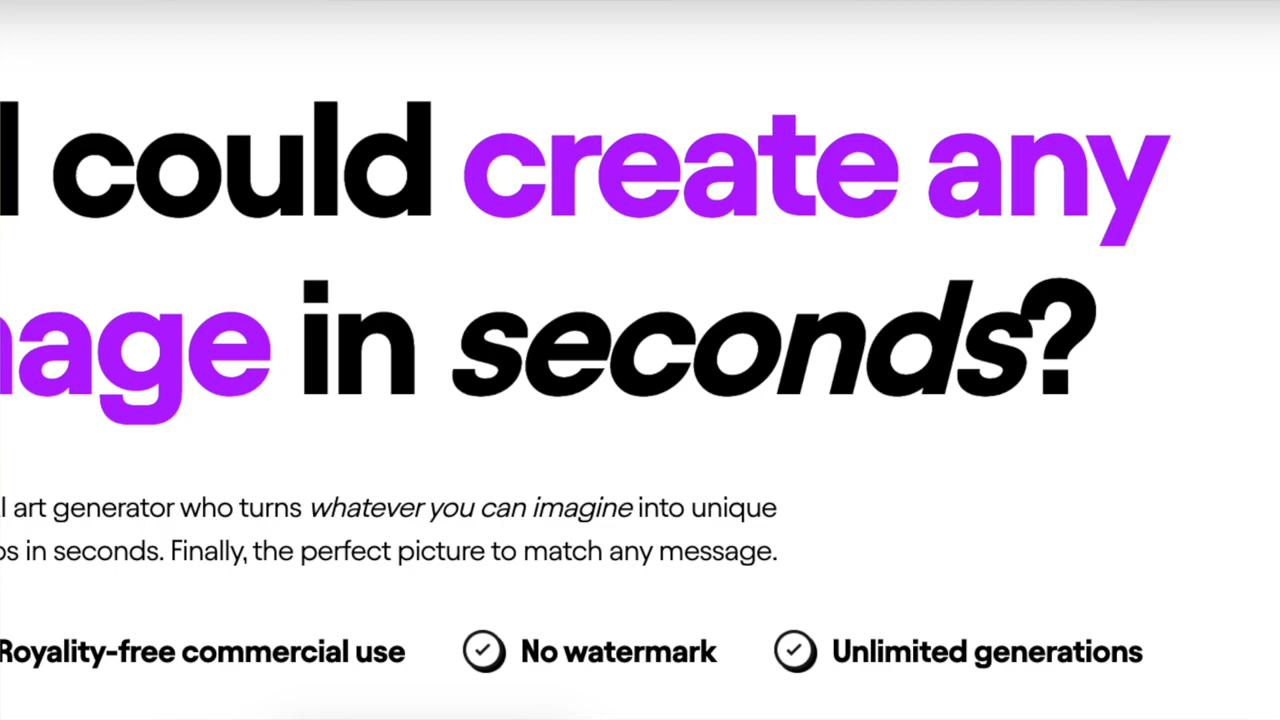 could create any
in seconds?
art generator who turns whatever you can imagine into unique
in seconds. Finally, the perfect picture to match any message.
Royality-free commercial use No watermark Unlimited generations